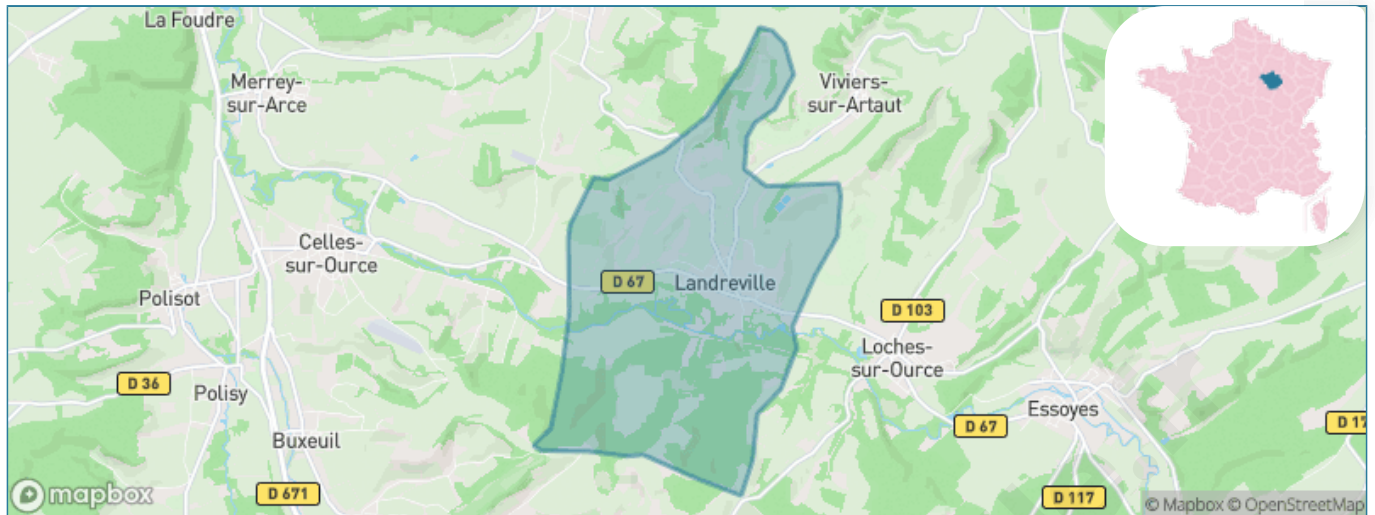 La Foudre
Merrey-
sur-Arce
Viviers-
sur-Artaut
Celles-
sur-Ource
D 67
Landreville
Polisot
D 103
Loches-
sur-Ource
D 36
Polisy
Essoyes
D 67
D 17
Buxeuil
D 671
D 117
mapbox
© Mapbox © OpenStreetMap